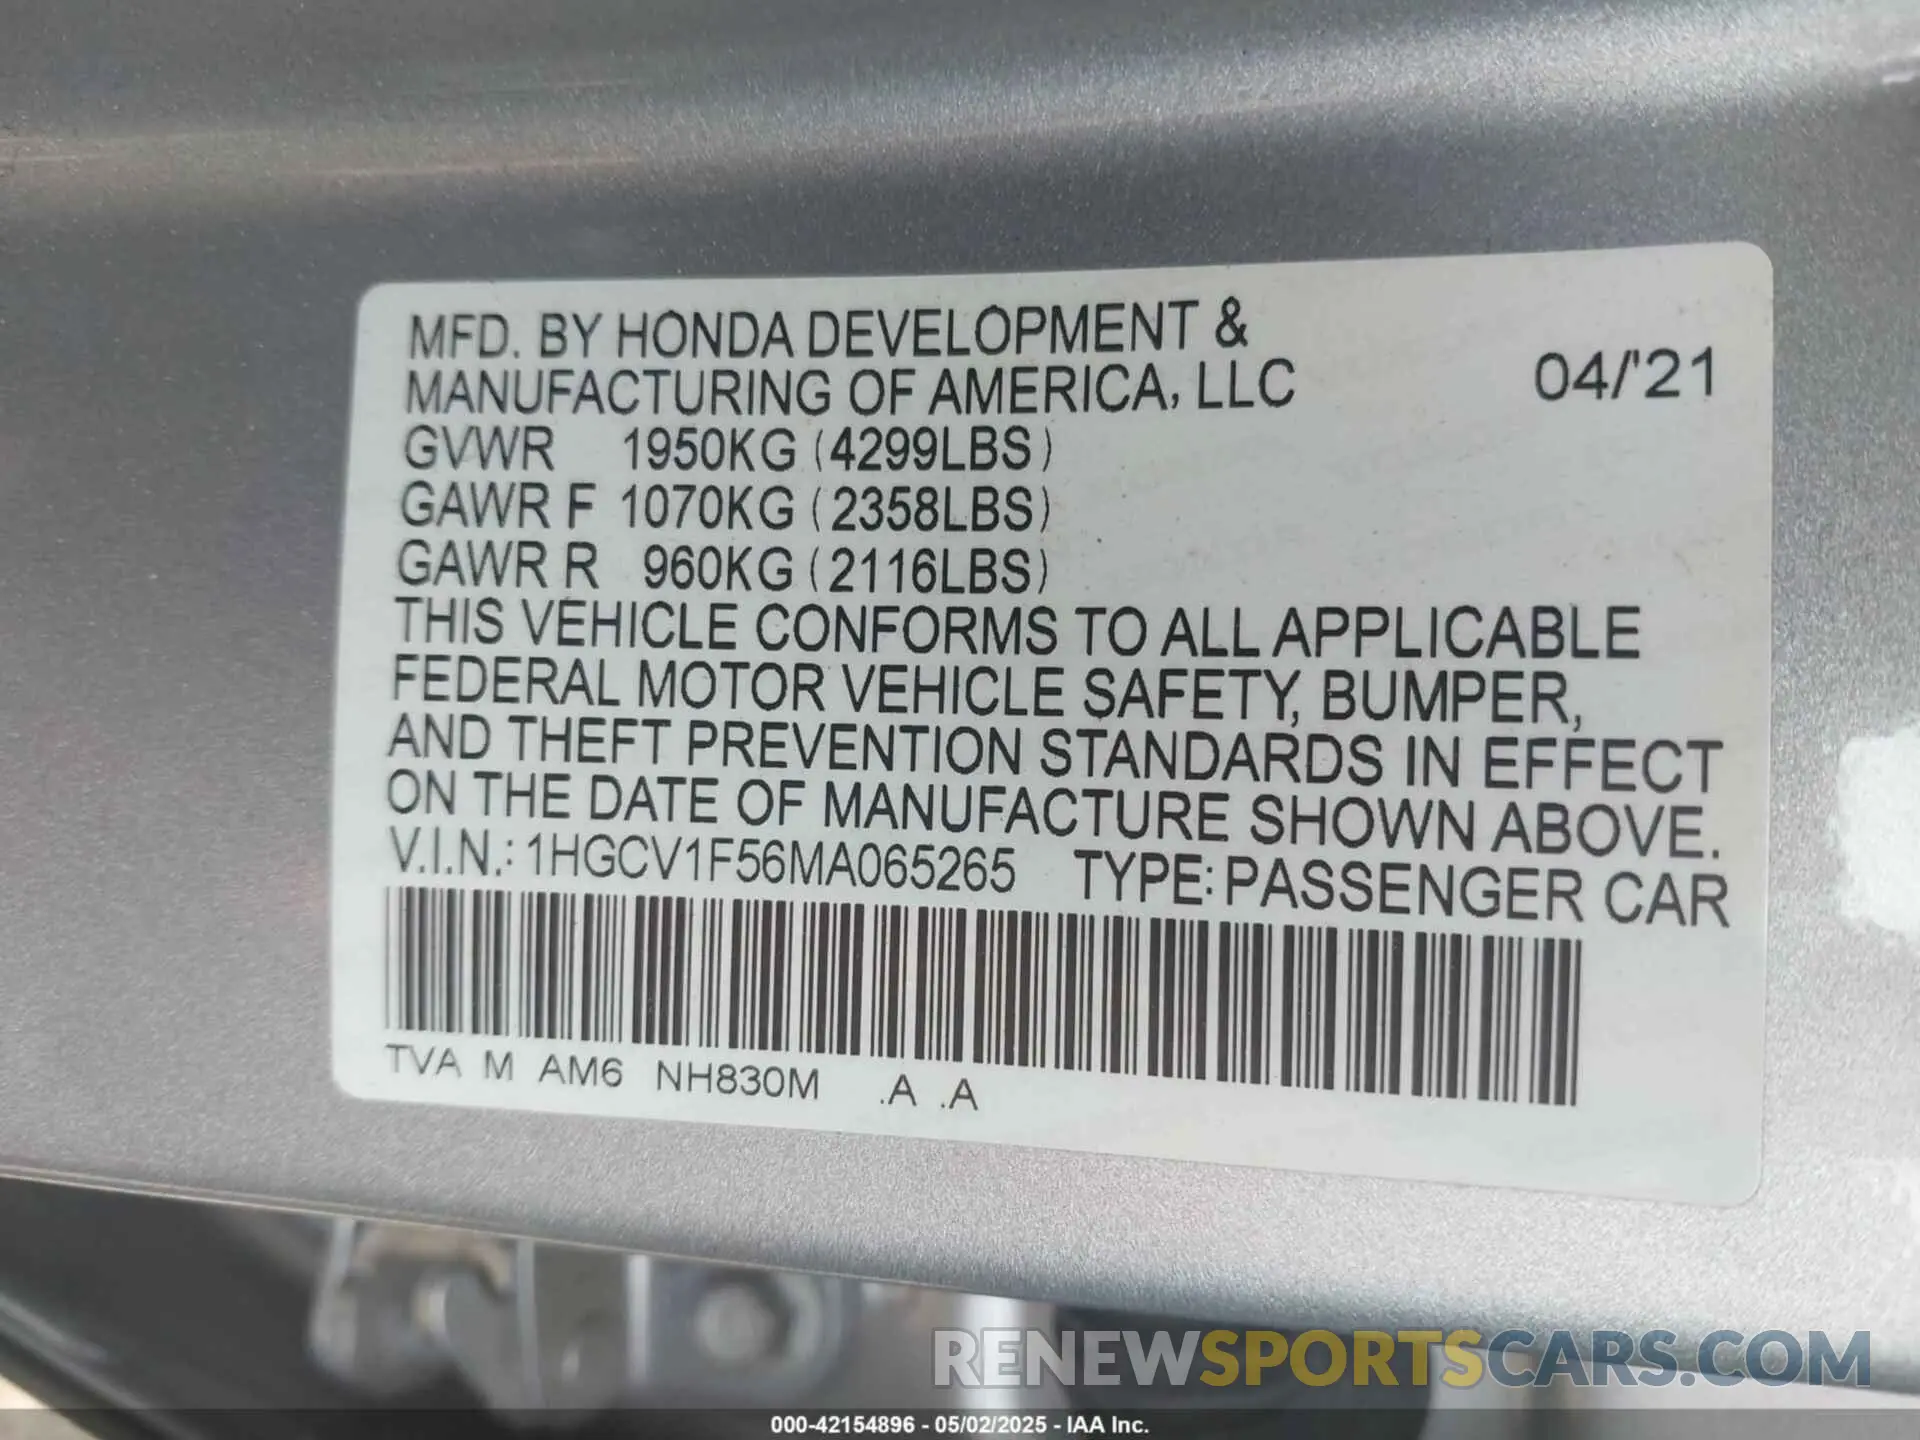 MFD. BY HONDA DEVELOPMENT &
MANUFACTURING OF AMERICA, LLC 04/'21
GVWR 1950KG (4299LBS)
GAWR F 1070KG (2358LBS)
GAWR R 960KG (2116LBS)
THIS VEHICLE CONFORMS TO ALL APPLICABLE
FEDERAL MOTOR VEHICLE SAFETY, BUMPER,
AND THEFT PREVENTION STANDARDS IN EFFECT
ON THE DATE OF MANUFACTURE SHOWN ABOVE.
V.I.N.: 1HGCV1F56MA065265 TYPE: PASSENGER CAR
TVA M AM6 NH830M .A .A
RENEWSPORTSCARS.COM
000-42154896 - 05/02/2025 - IAA Inc.